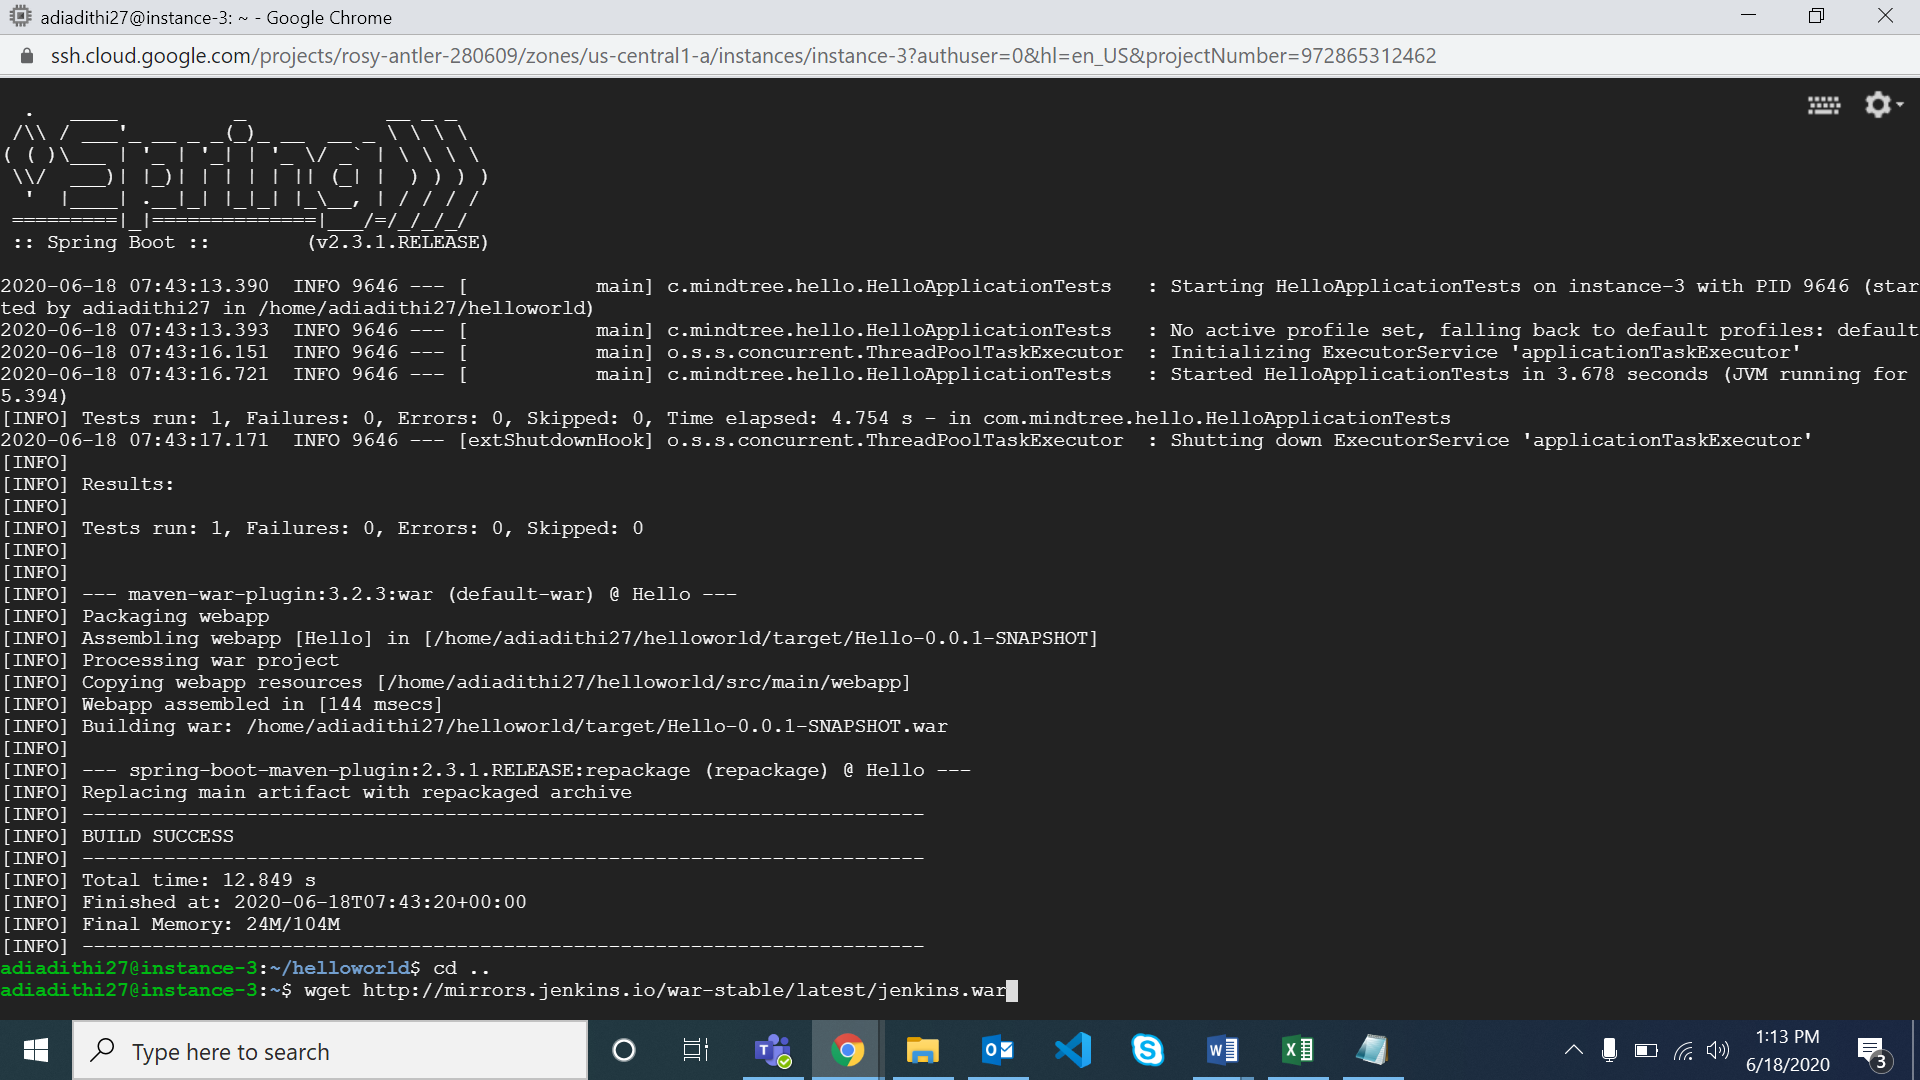 adiadithi27@instance-3: ~ - Google Chrome
ssh.cloud.google.com/projects/rosy-antler-280609/zones/us-central1-a/instances/instance-3?authuser=0&hl=en_US&projectNumber=972865312462
  .   ____          _            __ _ _
 /\\ / ___'_ __ _ _(_)_ __  __ _ \ \ \ \
( ( )\___ | '_ | '_| | '_ \/ _` | \ \ \ \
 \\/  ___)| |_)| | | | | || (_| |  ) ) ) )
  '  |____| .__|_| |_|_| |_\__, | / / / /
 =========|_|==============|___/=/_/_/_/
 :: Spring Boot ::        (v2.3.1.RELEASE)
2020-06-18 07:43:13.390  INFO 9646 --- [           main] c.mindtree.hello.HelloApplicationTests   : Starting HelloApplicationTests on instance-3 with PID 9646 (star
ted by adiadithi27 in /home/adiadithi27/helloworld)
2020-06-18 07:43:13.393  INFO 9646 --- [           main] c.mindtree.hello.HelloApplicationTests   : No active profile set, falling back to default profiles: default
2020-06-18 07:43:16.151  INFO 9646 --- [           main] o.s.s.concurrent.ThreadPoolTaskExecutor  : Initializing ExecutorService 'applicationTaskExecutor'
2020-06-18 07:43:16.721  INFO 9646 --- [           main] c.mindtree.hello.HelloApplicationTests   : Started HelloApplicationTests in 3.678 seconds (JVM running for
5.394)
[INFO] Tests run: 1, Failures: 0, Errors: 0, Skipped: 0, Time elapsed: 4.754 s - in com.mindtree.hello.HelloApplicationTests
2020-06-18 07:43:17.171  INFO 9646 --- [extShutdownHook] o.s.s.concurrent.ThreadPoolTaskExecutor  : Shutting down ExecutorService 'applicationTaskExecutor'
[INFO]
[INFO] Results:
[INFO]
[INFO] Tests run: 1, Failures: 0, Errors: 0, Skipped: 0
[INFO]
[INFO]
[INFO] --- maven-war-plugin:3.2.3:war (default-war) @ Hello ---
[INFO] Packaging webapp
[INFO] Assembling webapp [Hello] in [/home/adiadithi27/helloworld/target/Hello-0.0.1-SNAPSHOT]
[INFO] Processing war project
[INFO] Copying webapp resources [/home/adiadithi27/helloworld/src/main/webapp]
[INFO] Webapp assembled in [144 msecs]
[INFO] Building war: /home/adiadithi27/helloworld/target/Hello-0.0.1-SNAPSHOT.war
[INFO]
[INFO] --- spring-boot-maven-plugin:2.3.1.RELEASE:repackage (repackage) @ Hello ---
[INFO] Replacing main artifact with repackaged archive
[INFO] ------------------------------------------------------------------------
[INFO] BUILD SUCCESS
[INFO] ------------------------------------------------------------------------
[INFO] Total time: 12.849 s
[INFO] Finished at: 2020-06-18T07:43:20+00:00
[INFO] Final Memory: 24M/104M
[INFO] ------------------------------------------------------------------------
adiadithi27@instance-3:~/helloworld$ cd ..
adiadithi27@instance-3:~$ wget http://mirrors.jenkins.io/war-stable/latest/jenkins.war
Type here to search
1:13 PM
6/18/2020
3